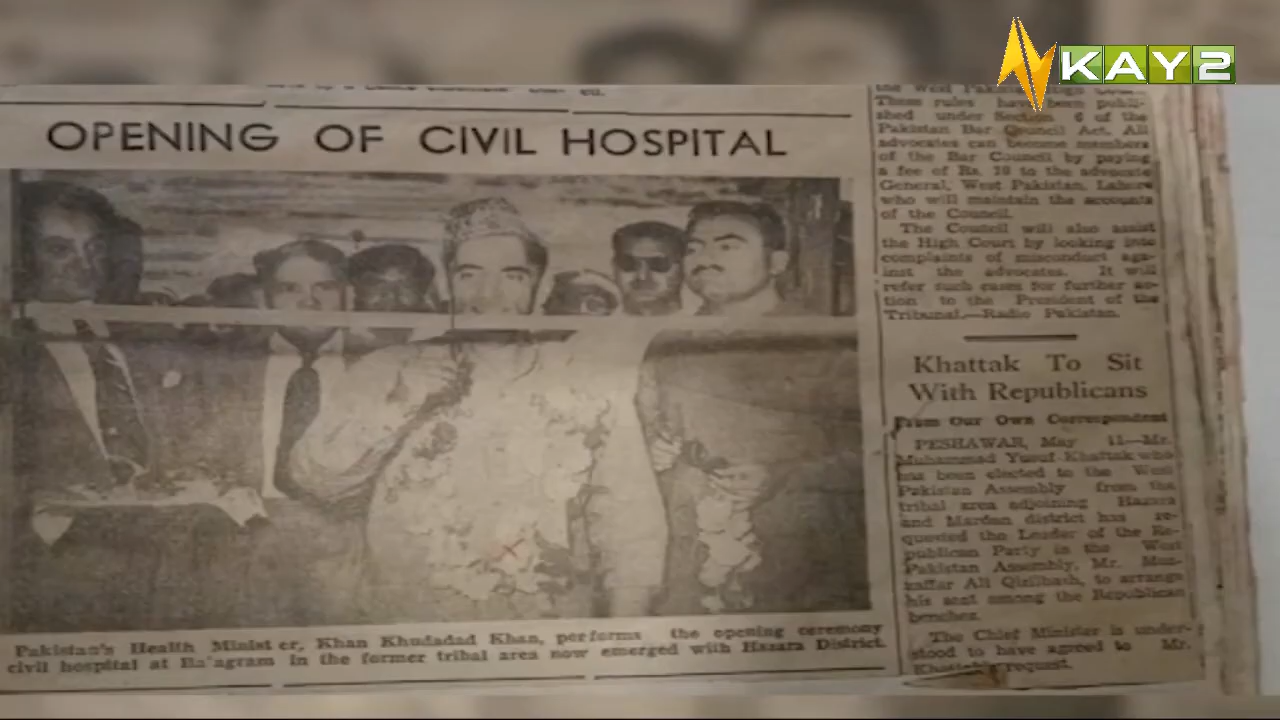 KAY2
OPENING OF CIVIL HOSPITAL
Pakistan's Health Minister, Khan Khudadad Khan, performs the opening ceremony
civil hospital at Ba'agram in the former tribal area now emerged with Hazara District.
the West Pakistan
These rules have been publi-
shed under Section 6 of the
Pakistan Bar Council Act. All
advocates can become members
of the Bar Council by paying
a fee of Rs. 10 to the advocate
General, West Pakistan, Lahore
who will maintain the accounts
of the Council.
The Council will also assist
the High Court by looking into
complaints of misconduct aga-
inst the advocates. It will
refer such cases for further ac-
tion to the President of the
Tribunal.—Radio Pakistan.
Khattak To Sit
With Republicans
From Our Own Correspondent
PESHAWAR, May 11—Mr.
Muhammad Yusuf Khattak who
has been elected to the West
Pakistan Assembly from the
tribal area adjoining Hazara
and Mardan district has re-
quested the Leader of the Re-
publican Party in the West
Pakistan Assembly, Mr. Muz-
zaffar Ali Qizilbash, to arrange
his seat among the Republican
benches.
The Chief Minister is under-
stood to have agreed to Mr.
Khattak's request.